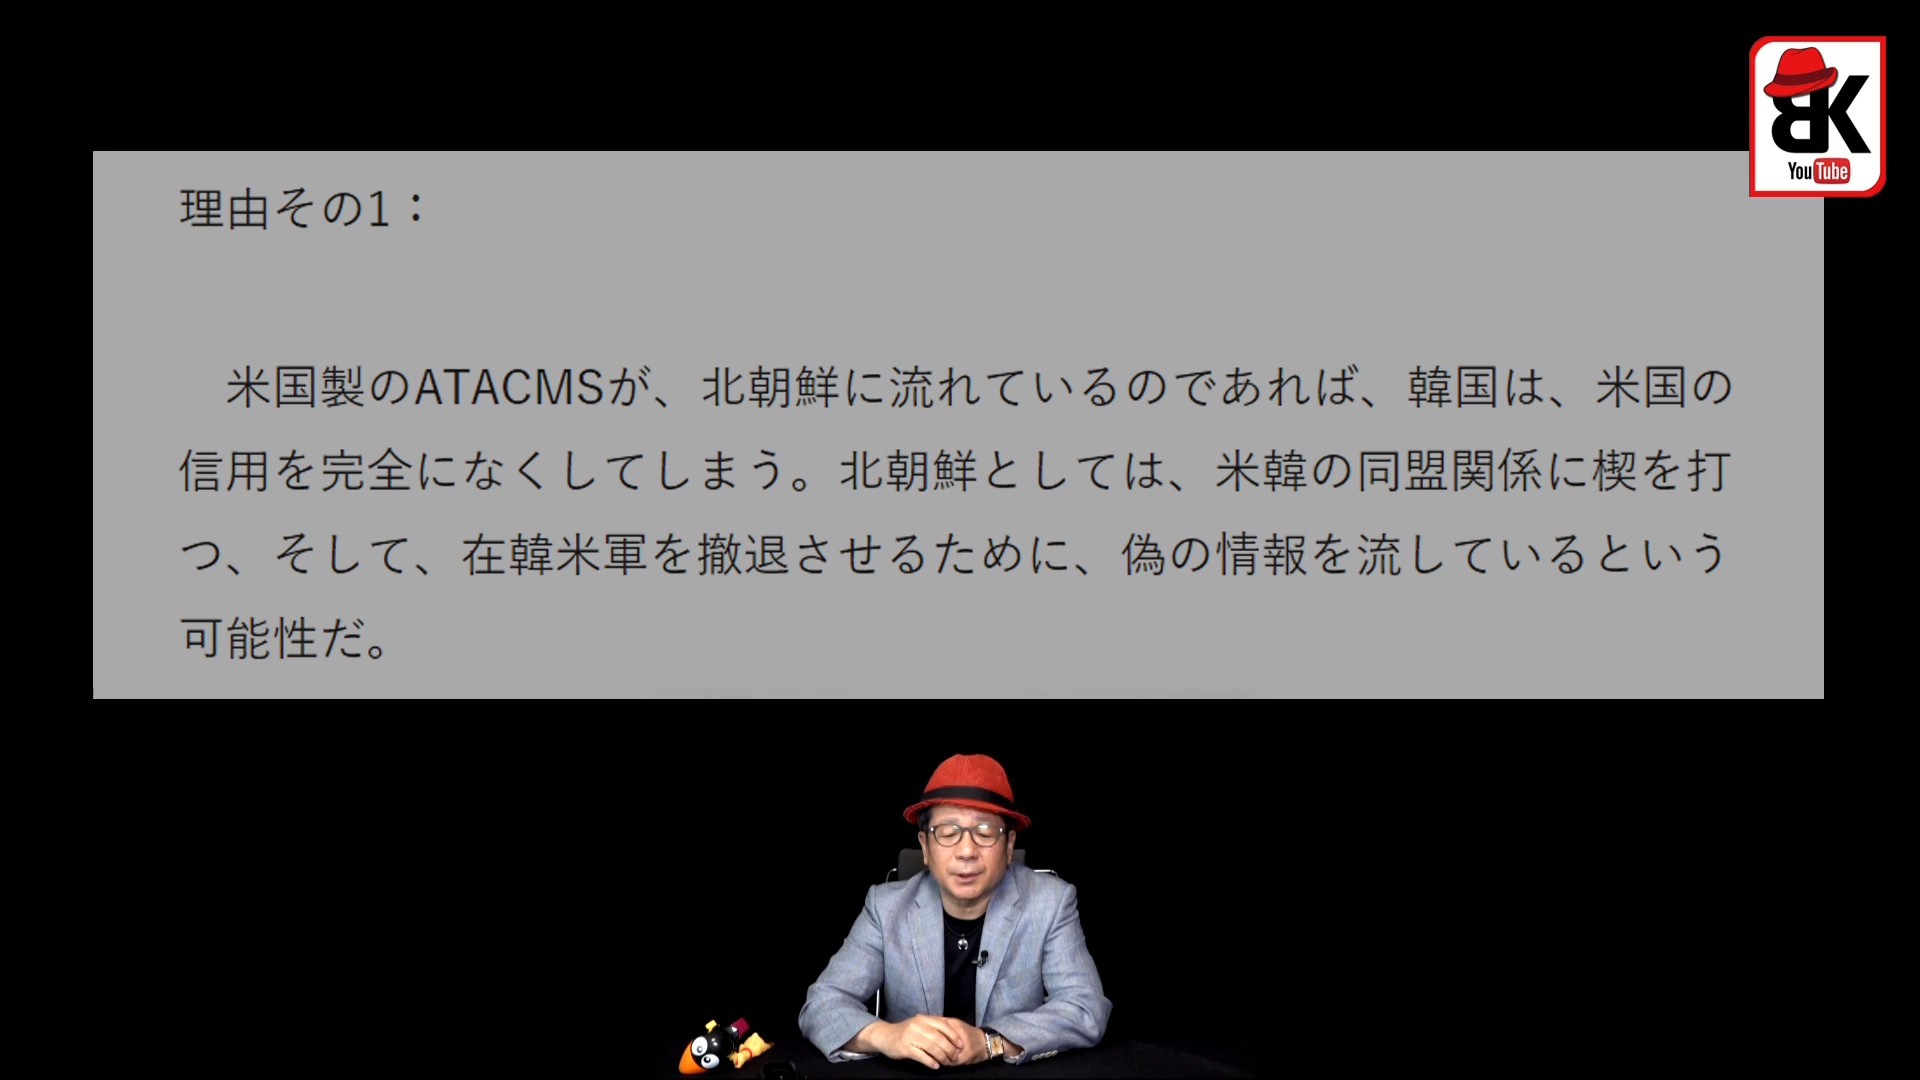 理由その1：
米国製のATACMSが、北朝鮮に流れているのであれば、韓国は、米国の
信用を完全になくしてしまう。北朝鮮としては、米韓の同盟関係に楔を打
つ、そして、在韓米軍を撤退させるために、偽の情報を流しているという
可能性だ。
BK
YouTube